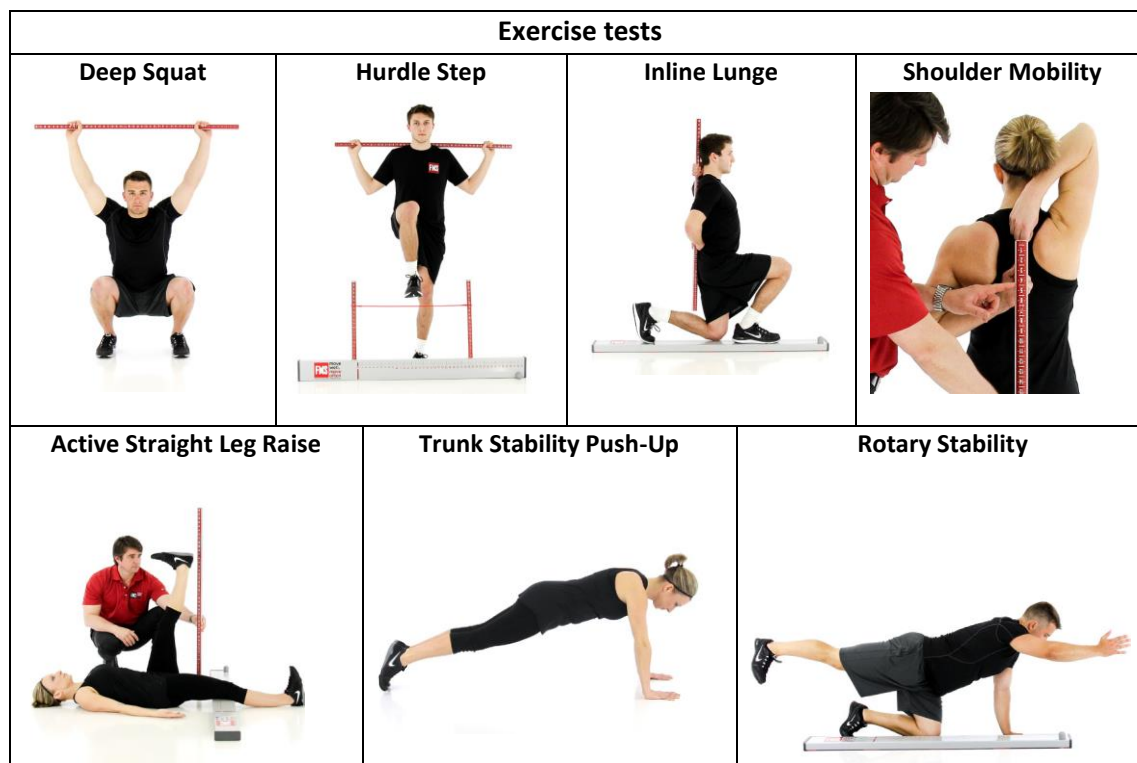 Exercise tests
Deep Squat
Hurdle Step
Inline Lunge
Shoulder Mobility
Active Straight Leg Raise
Trunk Stability Push-Up
Rotary Stability